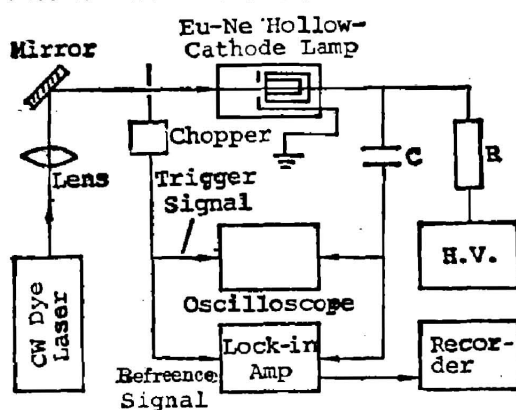 Eu-Ne Hollow-
Cathode Lamp
Mirror
Chopper
Lens
Trigger
Signal
C
R
H.V.
CW Dye
Laser
Oscilloscope
Lock-in
Amp
Recor-
der
Befreence
Signal